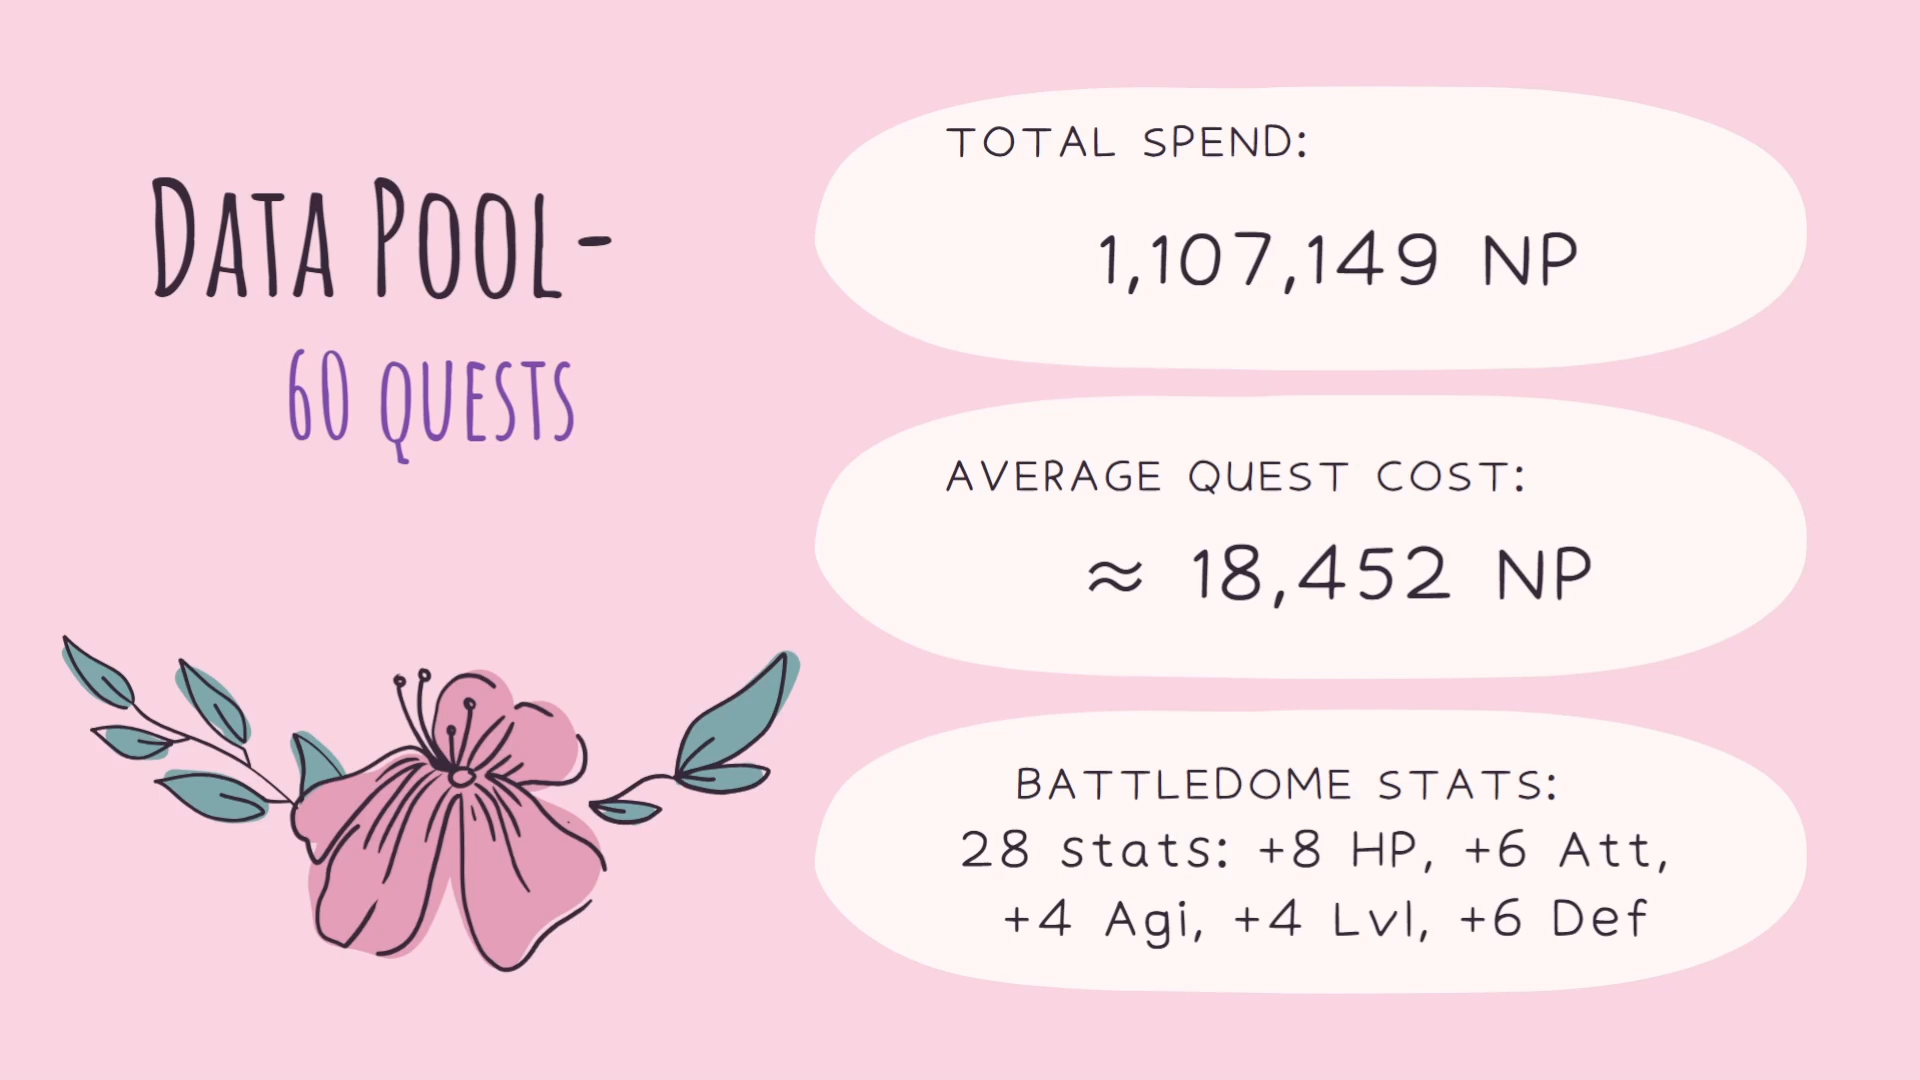 Data Pool-
60 quests
TOTAL SPEND:
1,107,149 NP
AVERAGE QUEST COST:
≈ 18,452 NP
BATTLEDOME STATS:
28 stats: +8 HP, +6 Att,
+4 Agi, +4 Lvl, +6 Def